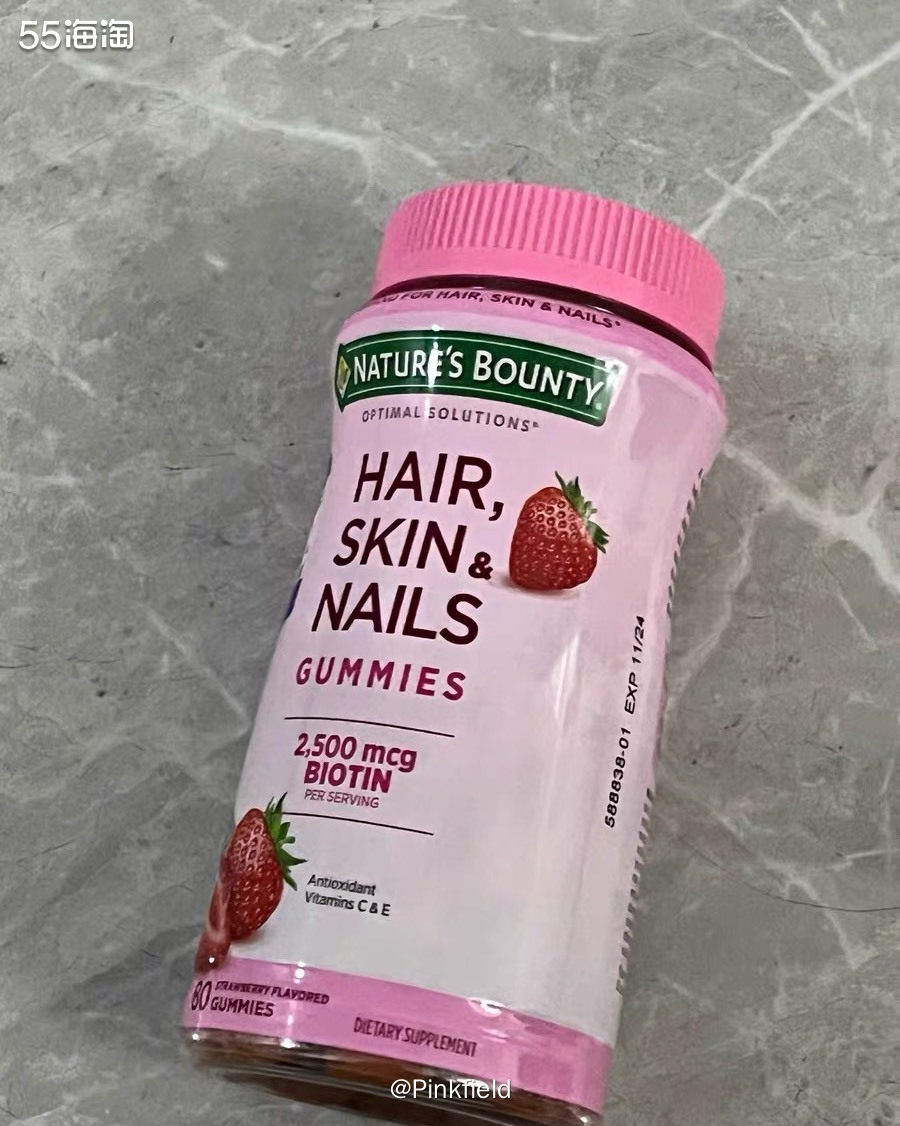 55海淘
FOR HAIR, SKIN & NAILS*
NATURE'S BOUNTY®
OPTIMAL SOLUTIONS®
HAIR,
SKIN &
NAILS
GUMMIES
2,500 mcg
BIOTIN
PER SERVING
588838-01 EXP 11/24
Antioxidant
Vitamins C & E
80 STRAWBERRY FLAVORED
GUMMIES
DIETARY SUPPLEMENT
@Pinkfield